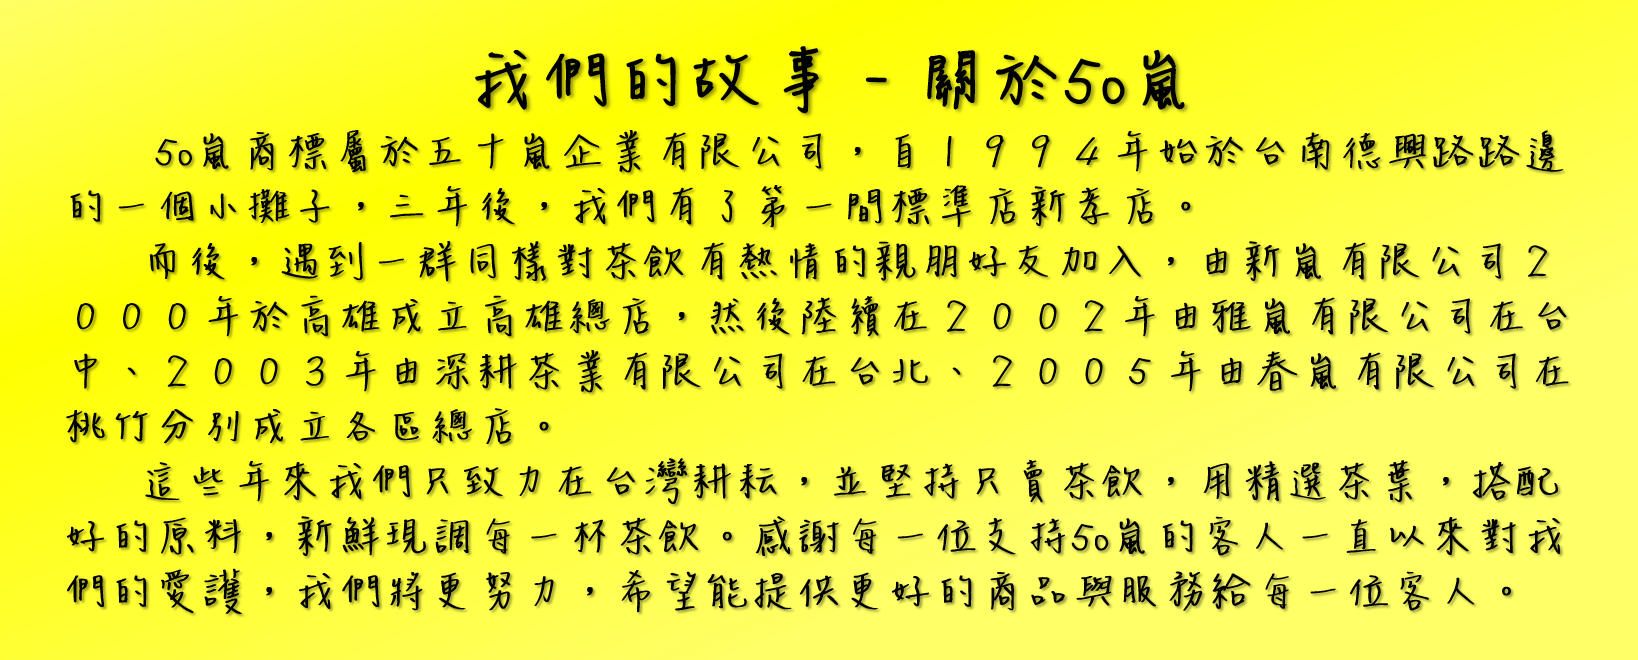 我們的故事－關於50嵐
50嵐商標屬於五十嵐企業有限公司，自１９９４年始於台南德興路路邊
的一個小攤子，三年後，我們有了第一間標準店新孝店。
而後，遇到一群同樣對茶飲有熱情的親朋好友加入，由新嵐有限公司２
０００年於高雄成立高雄總店，然後陸續在２００２年由雅嵐有限公司在台
中、２００３年由深耕茶業有限公司在台北、２００５年由春嵐有限公司在
桃竹分別成立各區總店。
這些年來我們只致力在台灣耕耘，並堅持只賣茶飲，用精選茶葉，搭配
好的原料，新鮮現調每一杯茶飲。感謝每一位支持50嵐的客人一直以來對我
們的愛護，我們將更努力，希望能提供更好的商品與服務給每一位客人。